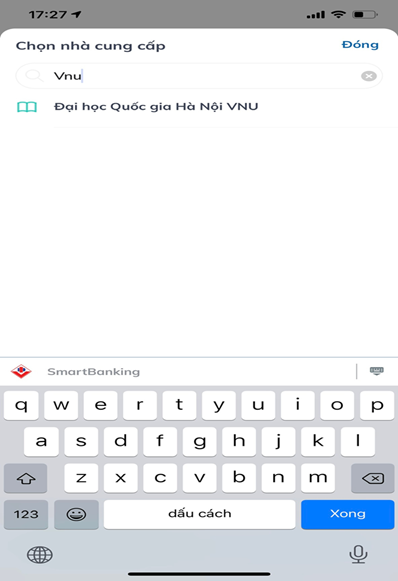 17:27
Chọn nhà cung cấp Đóng
Vnu
Đại học Quốc gia Hà Nội VNU
SmartBanking
q w e r t y u i o p
a s d f g h j k l
z x c v b n m
123 dấu cách Xong